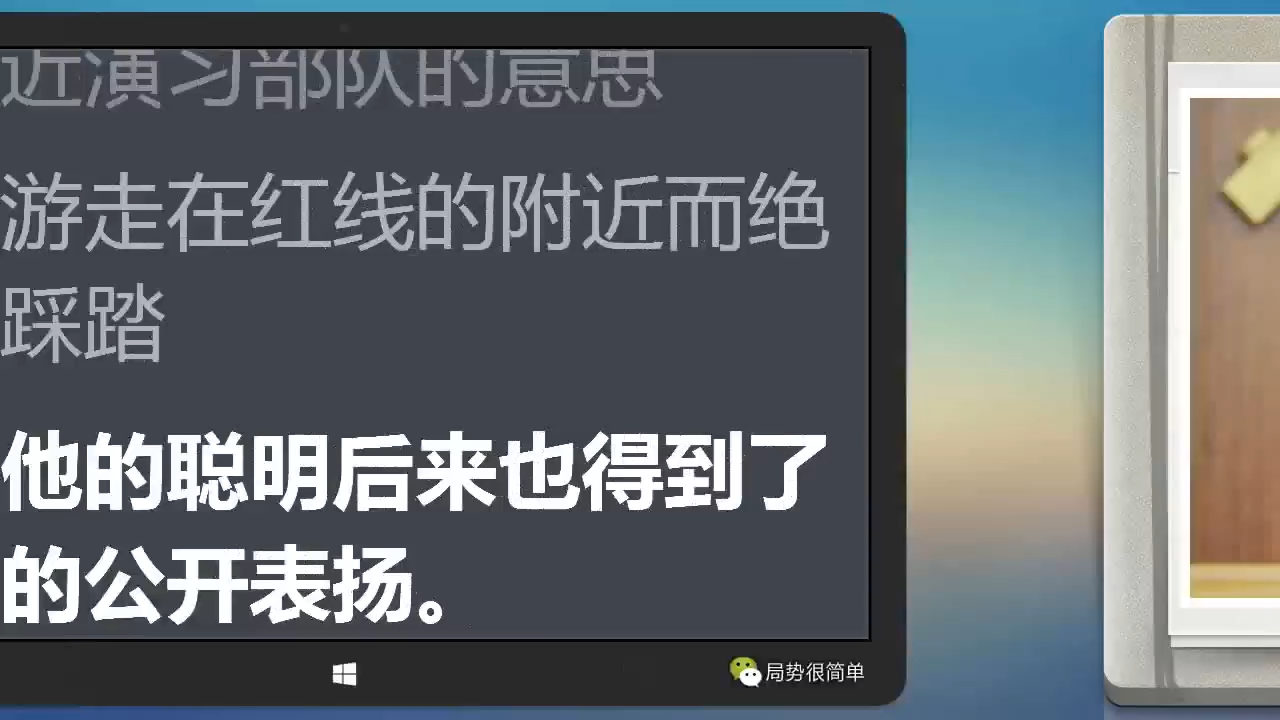 近演习部队的意思
游走在红线的附近而绝
踩踏
他的聪明后来也得到了
的公开表扬。
局势很简单